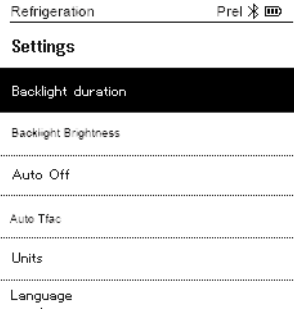 Refrigeration Prel
Settings
Backlight duration
Backlight Brightness
Auto Off
Auto Tfac
Units
Language